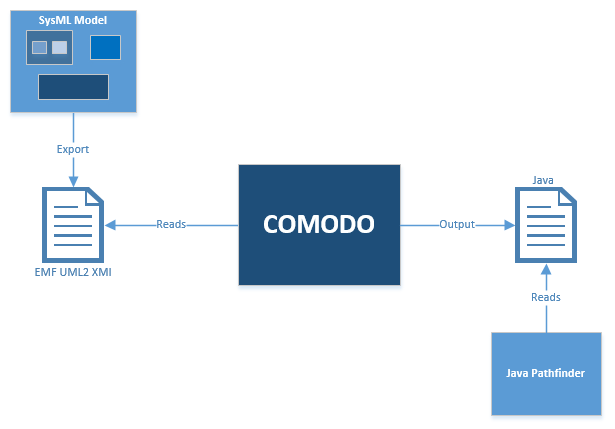 SysML Model
Export
EMF UML2 XMI
Reads
COMODO
Output
Java
Reads
Java Pathfinder